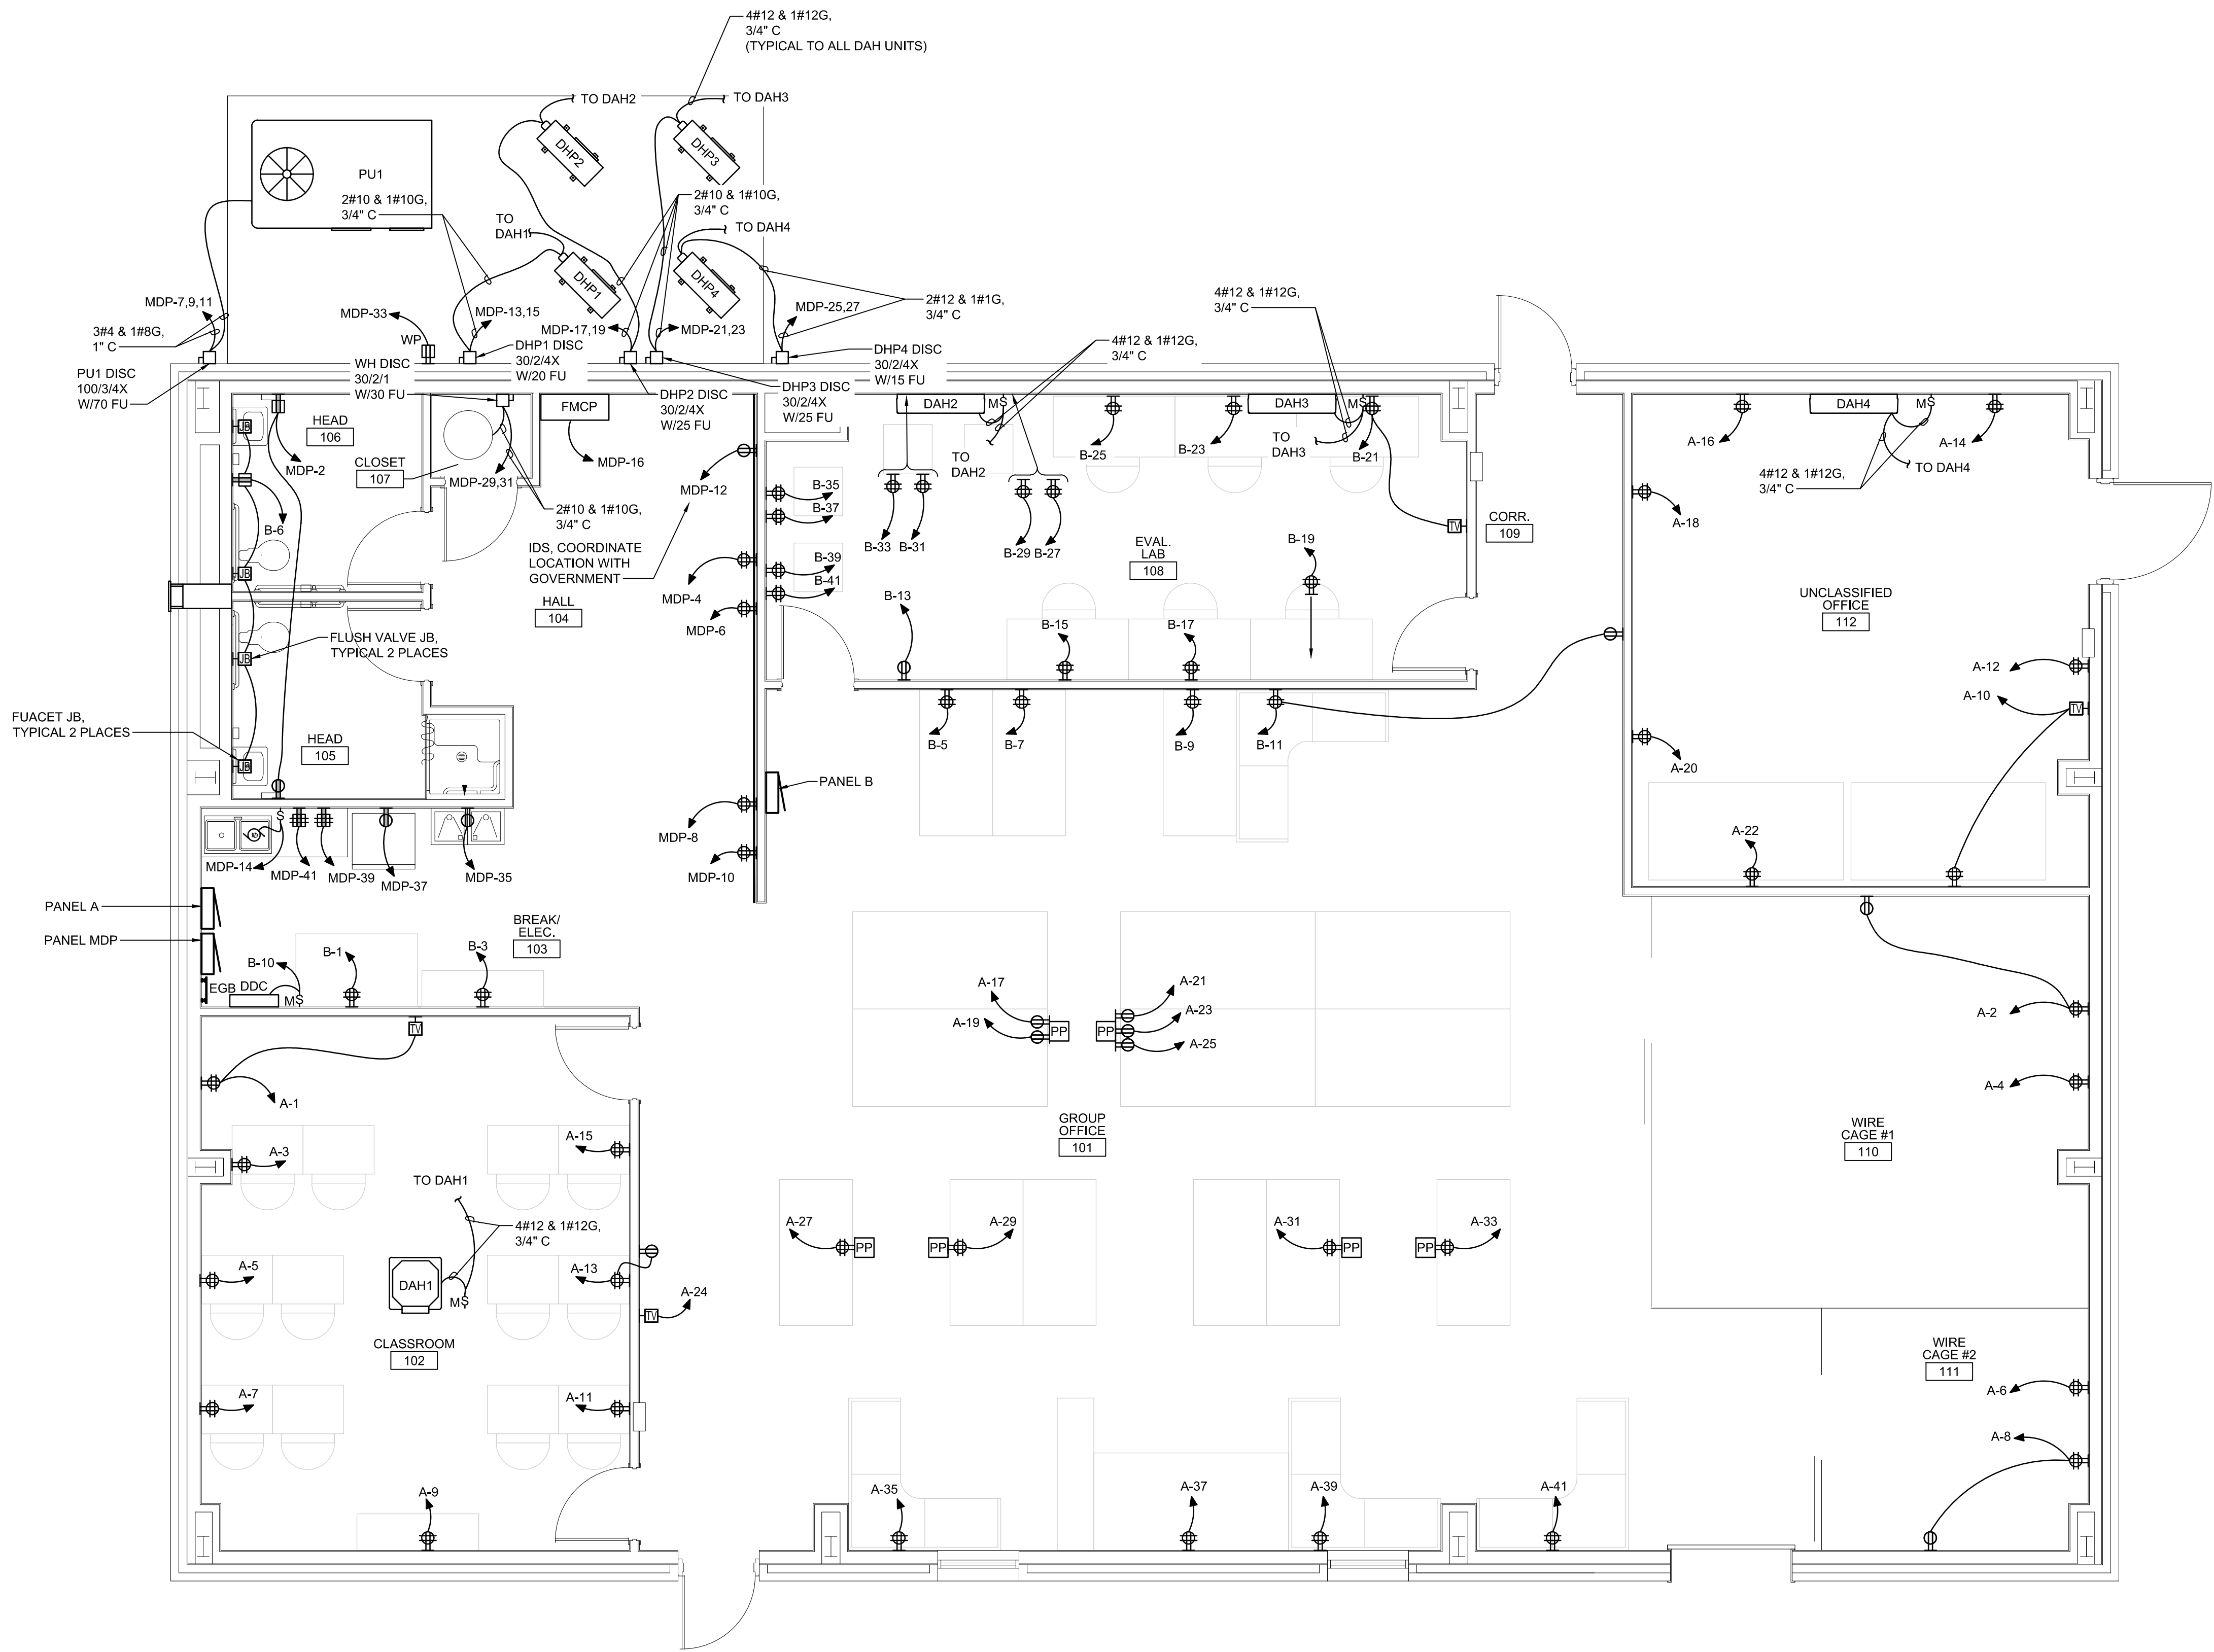 4#12 & 1#12G,
3/4" C
(TYPICAL TO ALL DAH UNITS)
TO DAH2
TO DAH3
DHP2
DHP3
PU1
2#10 & 1#10G,
3/4" C
2#10 & 1#10G,
3/4" C
TO
DAH1
TO DAH4
DHP1
DHP4
MDP-7,9,11
3#4 & 1#8G,
1" C
PU1 DISC
100/3/4X
W/70 FU
MDP-33
WP
MDP-13,15
MDP-17,19
MDP-21,23
MDP-25,27
2#12 & 1#1G,
3/4" C
4#12 & 1#12G,
3/4" C
4#12 & 1#12G,
3/4" C
WH DISC
30/2/1
W/30 FU
DHP1 DISC
30/2/4X
W/20 FU
DHP2 DISC
30/2/4X
W/25 FU
DHP3 DISC
30/2/4X
W/25 FU
DHP4 DISC
30/2/4X
W/15 FU
FMCP
DAH2
M$
DAH3
M$
DAH4
M$
JB
HEAD
106
MDP-2
CLOSET
107
MDP-29,31
MDP-16
MDP-12
2#10 & 1#10G,
3/4" C
B-6
JB
IDS, COORDINATE
LOCATION WITH
GOVERNMENT
MDP-4
MDP-6
HALL
104
JB
FLUSH VALVE JB,
TYPICAL 2 PLACES
FUACET JB,
TYPICAL 2 PLACES
JB
HEAD
105
TO
DAH2
B-25
B-23
TO
DAH3
B-21
B-35
B-37
B-39
B-41
B-33
B-31
B-29
B-27
TV
EVAL.
LAB
108
B-19
B-13
B-15
B-17
CORR.
109
A-16
A-14
4#12 & 1#12G,
3/4" C
TO DAH4
A-18
UNCLASSIFIED
OFFICE
112
A-12
A-10
TV
A-20
A-22
B-5
B-7
B-9
B-11
PANEL B
MDP-8
MDP-10
$
MDP-14
MDP-41
MDP-39
MDP-37
MDP-35
PANEL A
PANEL MDP
BREAK/
ELEC.
103
B-10
B-1
B-3
EGB
DDC
M$
TV
A-1
A-3
A-15
TO DAH1
4#12 & 1#12G,
3/4" C
A-5
DAH1
M$
A-13
A-24
TV
CLASSROOM
102
A-7
A-11
A-9
A-17
A-19
PP
PP
A-21
A-23
A-25
GROUP
OFFICE
101
A-27
PP
PP
A-29
A-31
PP
PP
A-33
A-35
A-37
A-39
A-41
A-2
A-4
WIRE
CAGE #1
110
WIRE
CAGE #2
111
A-6
A-8